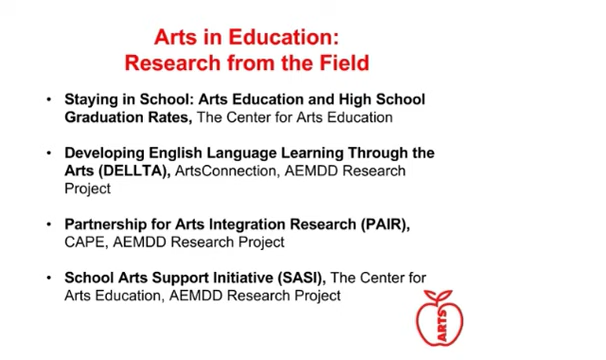 Arts in Education:
Research from the Field
• Staying in School: Arts Education and High School
Graduation Rates, The Center for Arts Education
• Developing English Language Learning Through the
Arts (DELLTA), ArtsConnection, AEMDD Research
Project
• Partnership for Arts Integration Research (PAIR),
CAPE, AEMDD Research Project
• School Arts Support Initiative (SASI), The Center for
Arts Education, AEMDD Research Project
ARTS